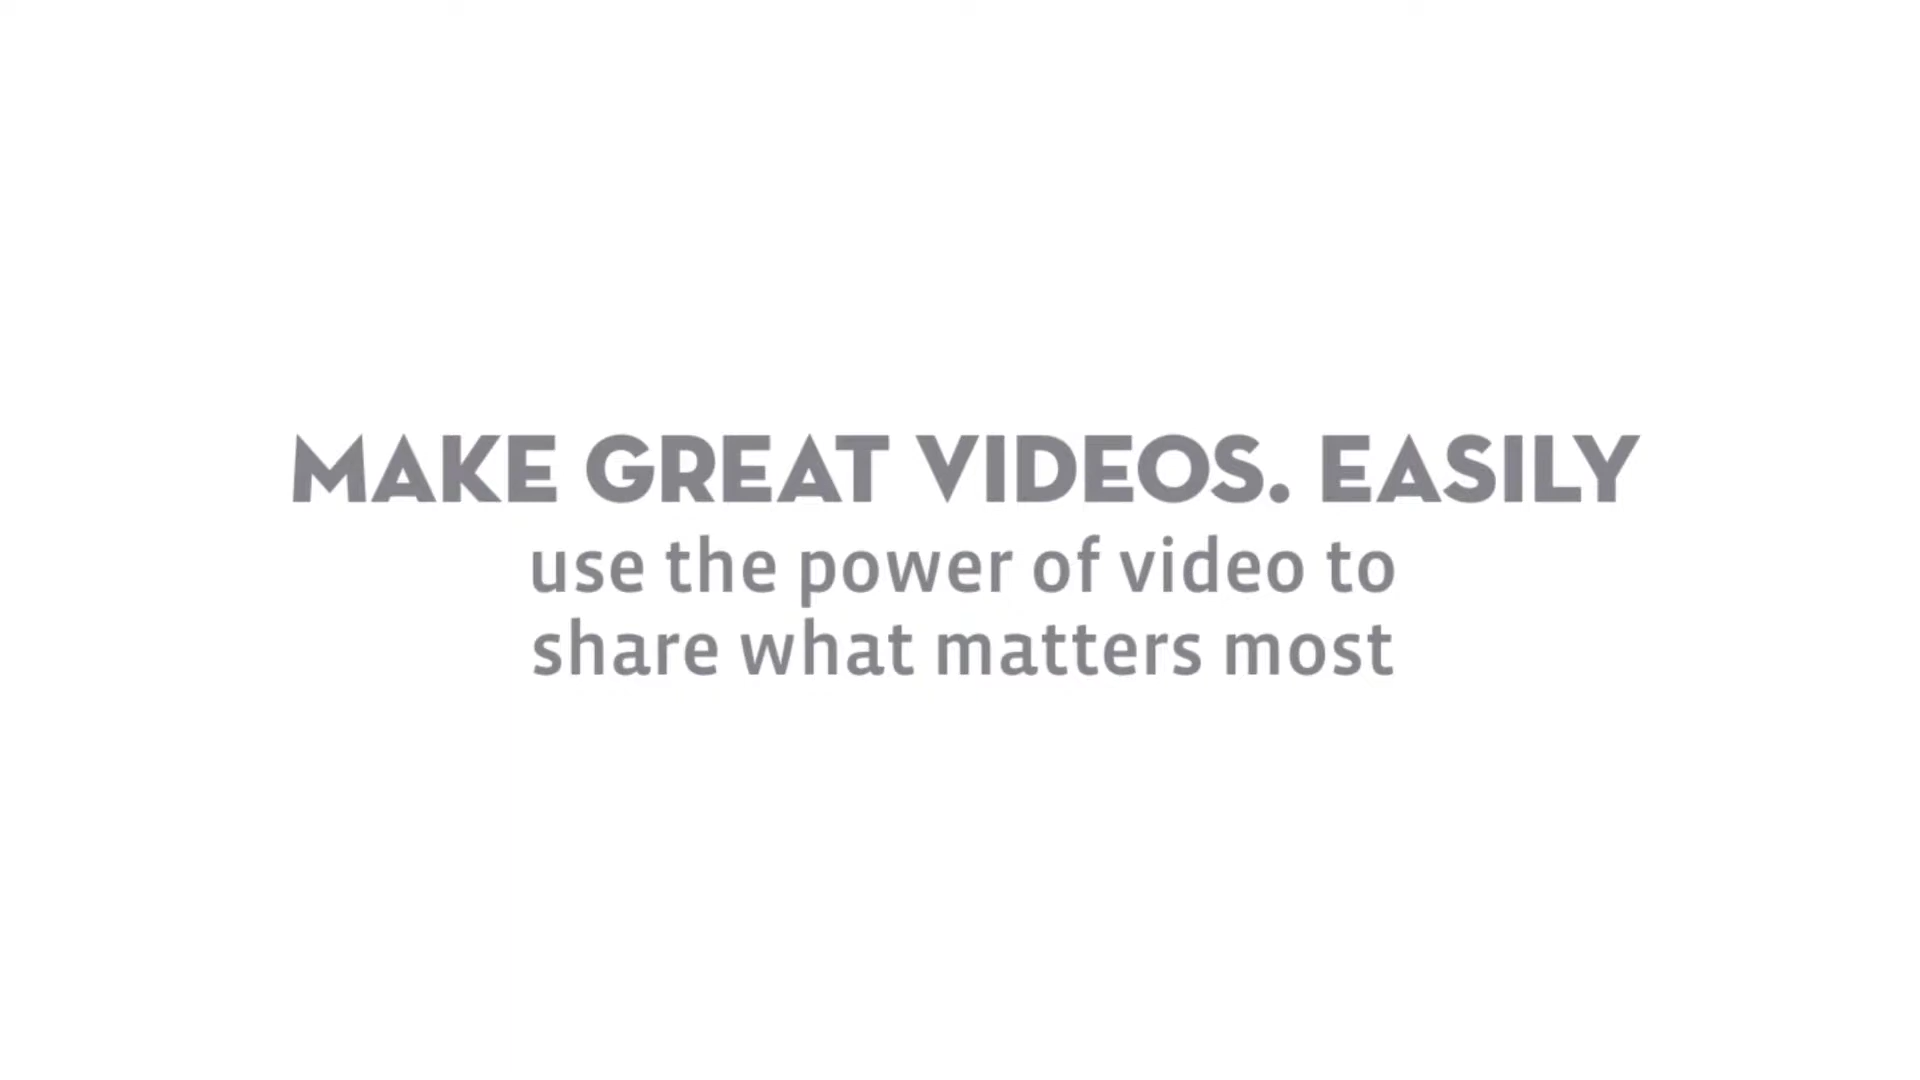 MAKE GREAT VIDEOS. EASILY
use the power of video to
share what matters most